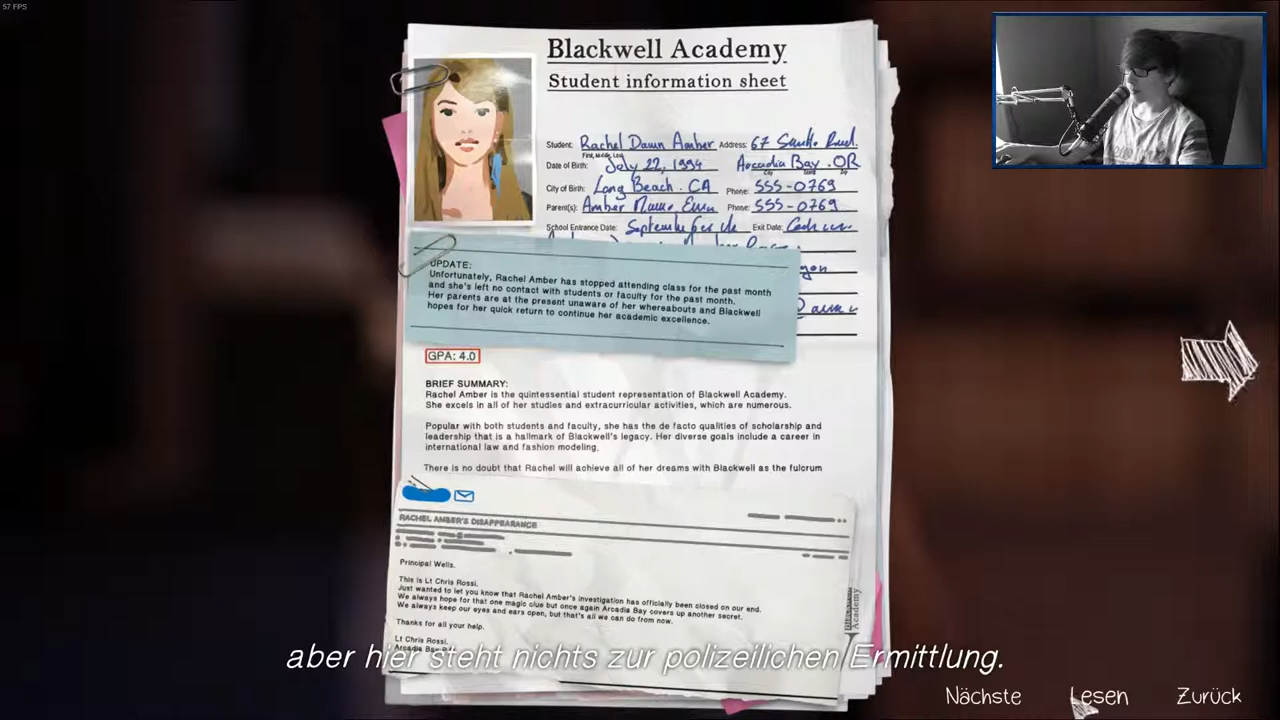 57 FPS
Blackwell Academy
Student information sheet
Student: Rachel Dawn Amber Address:
First, Middle, Last
Date of Birth: July 22, 1994 Arcadia Bay . OR
City State Zip
City of Birth: Long Beach . CA Phone: 555-0769
Parent(s): Amber Phone: 555-0769
School Entrance Date: Exit Date:
UPDATE:
Unfortunately, Rachel Amber has stopped attending class for the past month
and she's left no contact with students or faculty for the past month.
Her parents are at the present unaware of her whereabouts and Blackwell
hopes for her quick return to continue her academic excellence.
GPA: 4.0
BRIEF SUMMARY:
Rachel Amber is the quintessential student representation of Blackwell Academy.
She excels in all of her studies and extracurricular activities, which are numerous.
Popular with both students and faculty, she has the de facto qualities of scholarship and
leadership that is a hallmark of Blackwell's legacy. Her diverse goals include a career in
international law and fashion modeling.
There is no doubt that Rachel will achieve all of her dreams with Blackwell as the fulcrum
RACHEL AMBER'S DISAPPEARANCE
Principal Wells.
This is Lt Chris Rossi.
Just wanted to let you know that Rachel Amber's investigation has officially been closed on our end.
We always hope for that one magic clue but once again Arcadia Bay covers up another secret.
We always keep our eyes and ears open, but that's all we can do from now.
Thanks for all your help.
Lt Chris Rossi.
Arcadia Bay
Academy
aber hier steht nichts zur polizeilichen Ermittlung.
Nächste Lesen Zurück